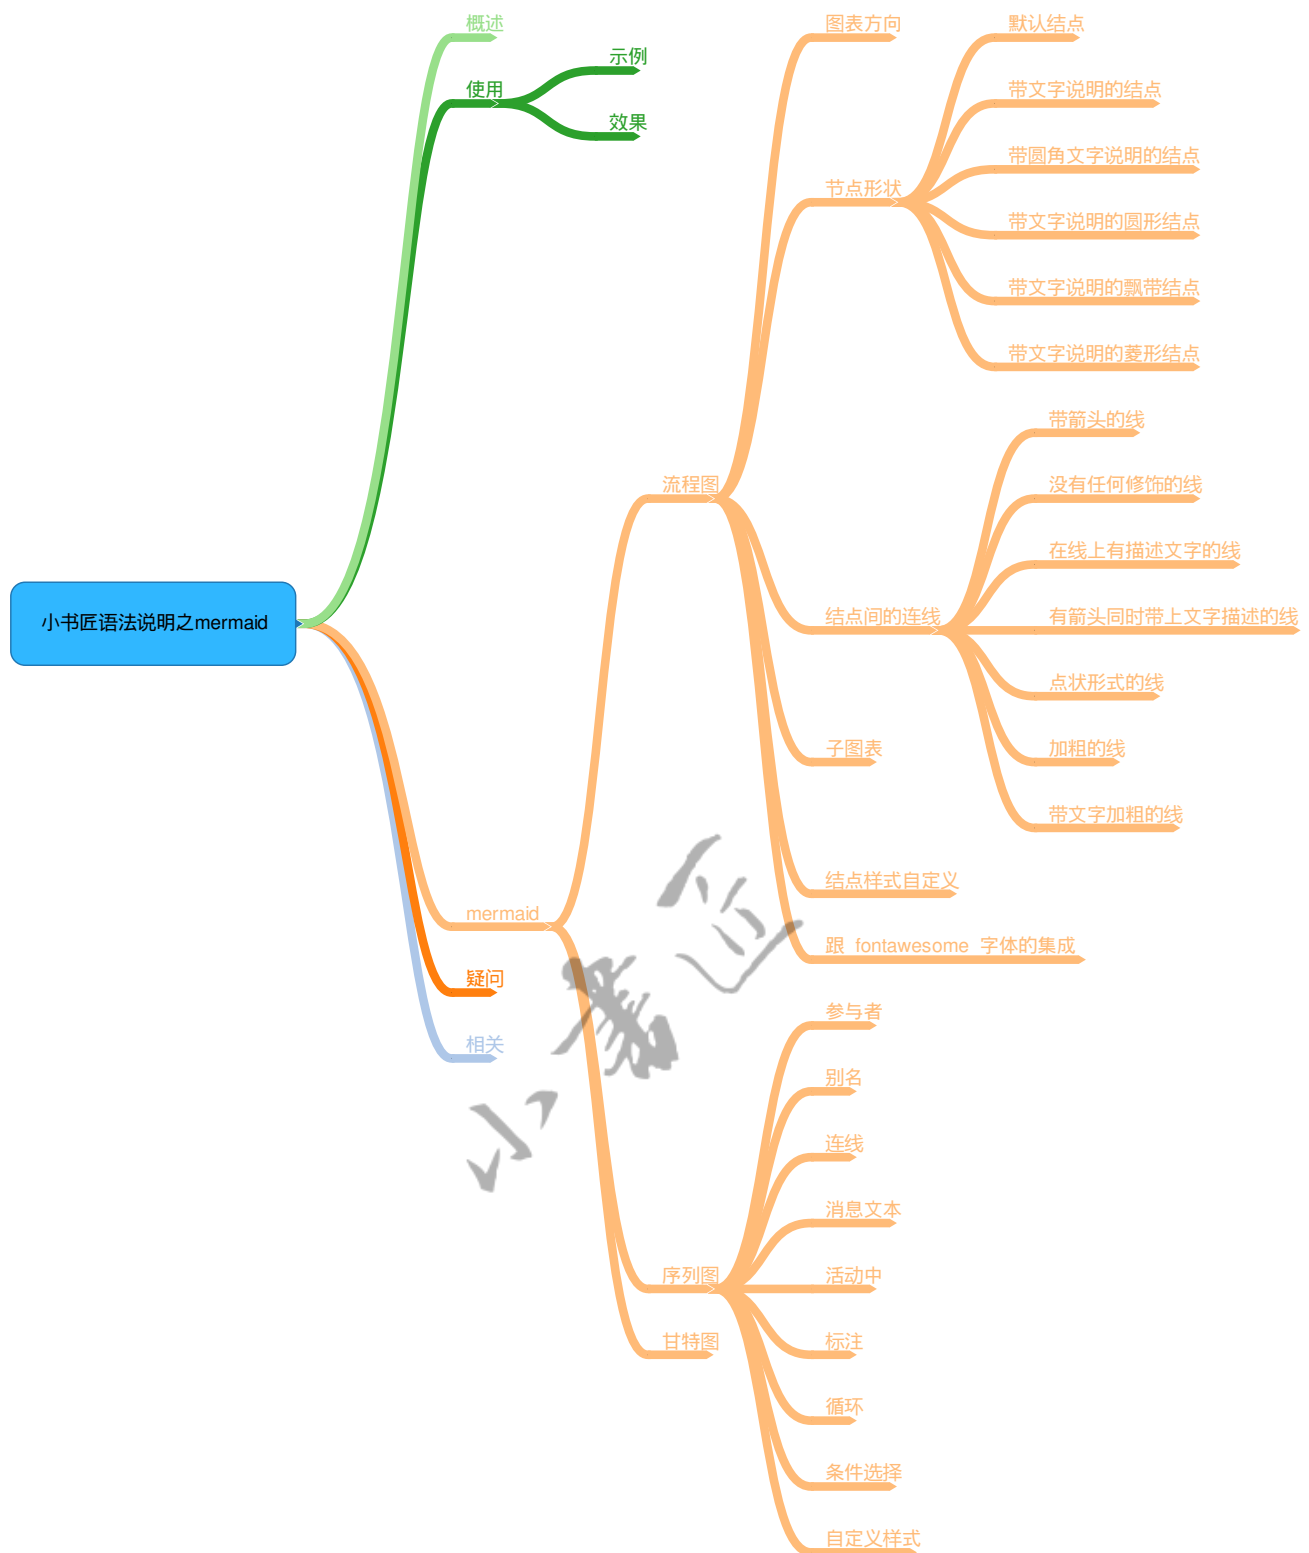 小书匠语法说明之mermaid
概述
使用
示例
效果
mermaid
流程图
图表方向
节点形状
默认结点
带文字说明的结点
带圆角文字说明的结点
带文字说明的圆形结点
带文字说明的飘带结点
带文字说明的菱形结点
结点间的连线
带箭头的线
没有任何修饰的线
在线上有描述文字的线
有箭头同时带上文字描述的线
点状形式的线
加粗的线
带文字加粗的线
子图表
结点样式自定义
跟 fontawesome 字体的集成
序列图
参与者
别名
连线
消息文本
活动中
标注
循环
条件选择
自定义样式
甘特图
疑问
相关
小書匠